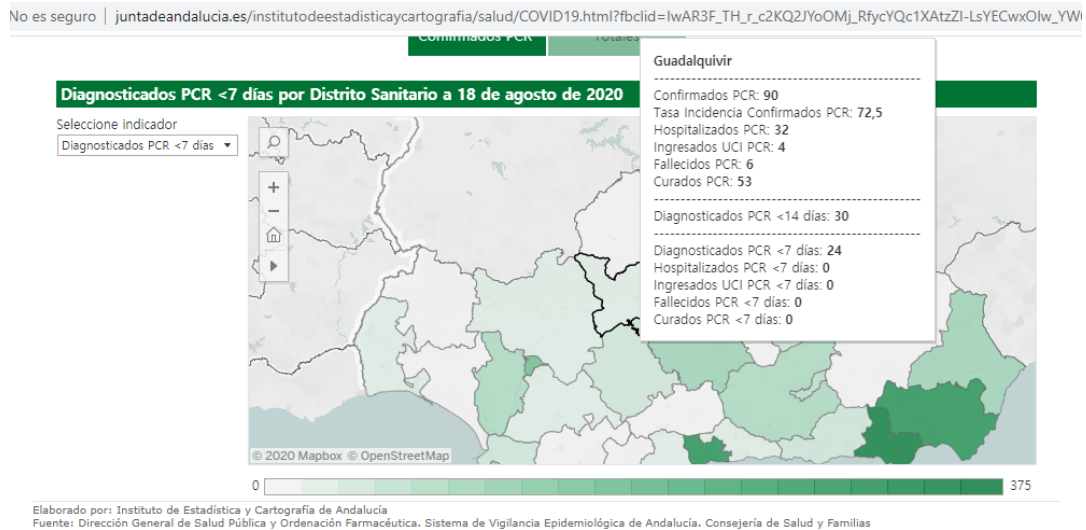 No es seguro | juntadeandalucia.es/institutodeestadisticaycartografia/salud/COVID19.html?fbclid=IwAR3F_TH_r_c2KQ2JYoOMj_RfycYQc1XAtzZI-LsYECwxOIw_YW
Confirmados PCR
Totales
Guadalquivir
Confirmados PCR: 90
Tasa Incidencia Confirmados PCR: 72,5
Hospitalizados PCR: 32
Ingresados UCI PCR: 4
Fallecidos PCR: 6
Curados PCR: 53
Diagnosticados PCR <14 días: 30
Diagnosticados PCR <7 días: 24
Hospitalizados PCR <7 días: 0
Ingresados UCI PCR <7 días: 0
Fallecidos PCR <7 días: 0
Curados PCR <7 días: 0
Diagnosticados PCR <7 días por Distrito Sanitario a 18 de agosto de 2020
Seleccione indicador
Diagnosticados PCR <7 días
© 2020 Mapbox © OpenStreetMap
0
375
Elaborado por: Instituto de Estadística y Cartografía de Andalucía
Fuente: Dirección General de Salud Pública y Ordenación Farmacéutica. Sistema de Vigilancia Epidemiológica de Andalucía. Consejería de Salud y Familias